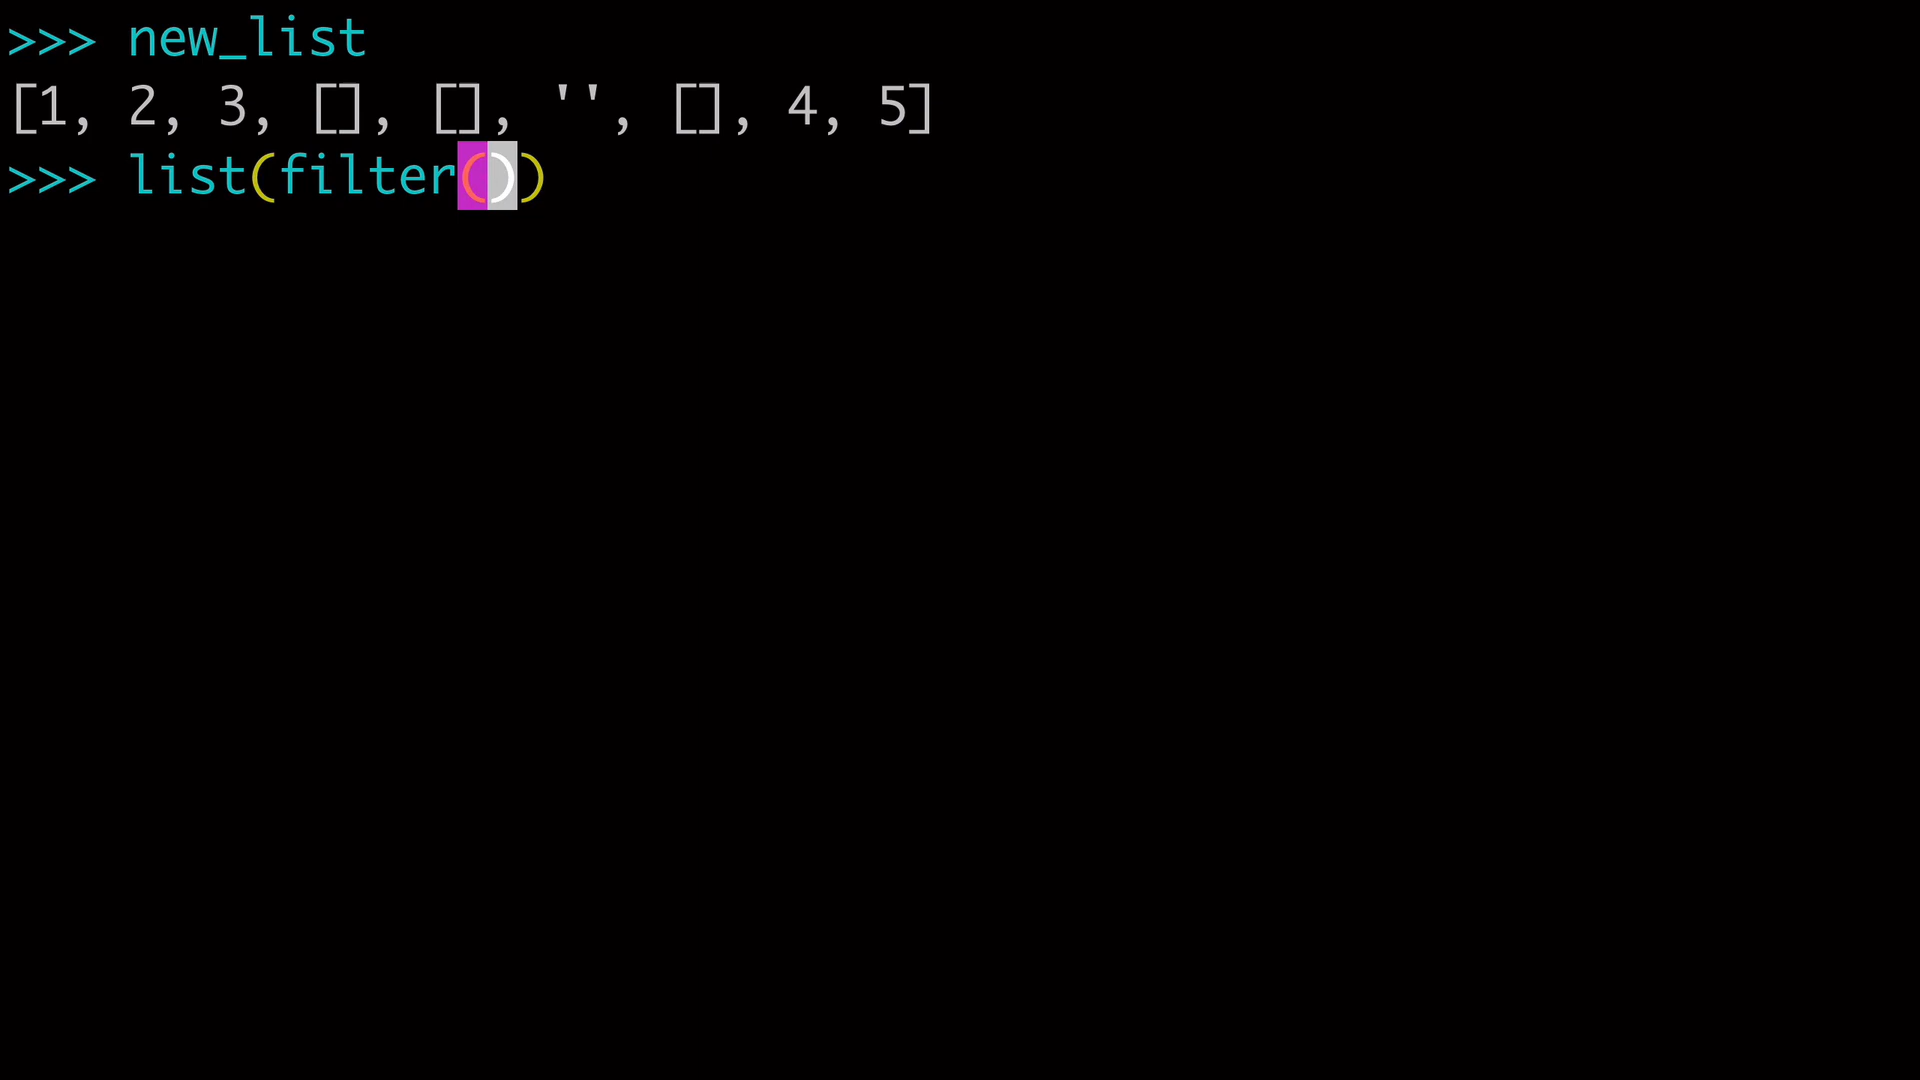 >>> new_list
[1, 2, 3, [], [], '', [], 4, 5]
>>> list(filter())